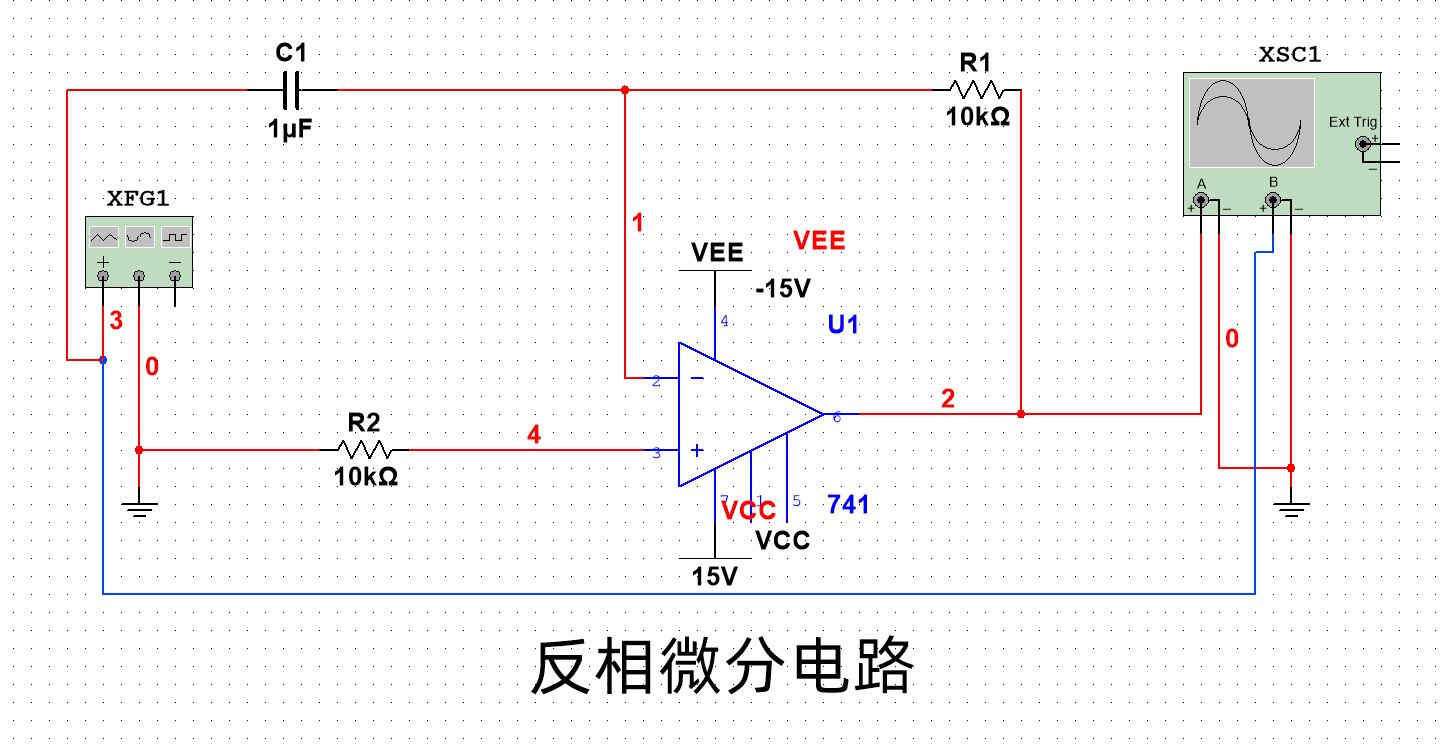 C1
1µF
R1
10kΩ
XSC1
Ext Trig
+
−
A
B
+
−
+
−
XFG1
+
−
3
0
1
VEE
VEE
-15V
4
U1
2
−
6
2
0
R2
10kΩ
4
3
+
7
1
5
VCC
741
VCC
15V
反相微分电路